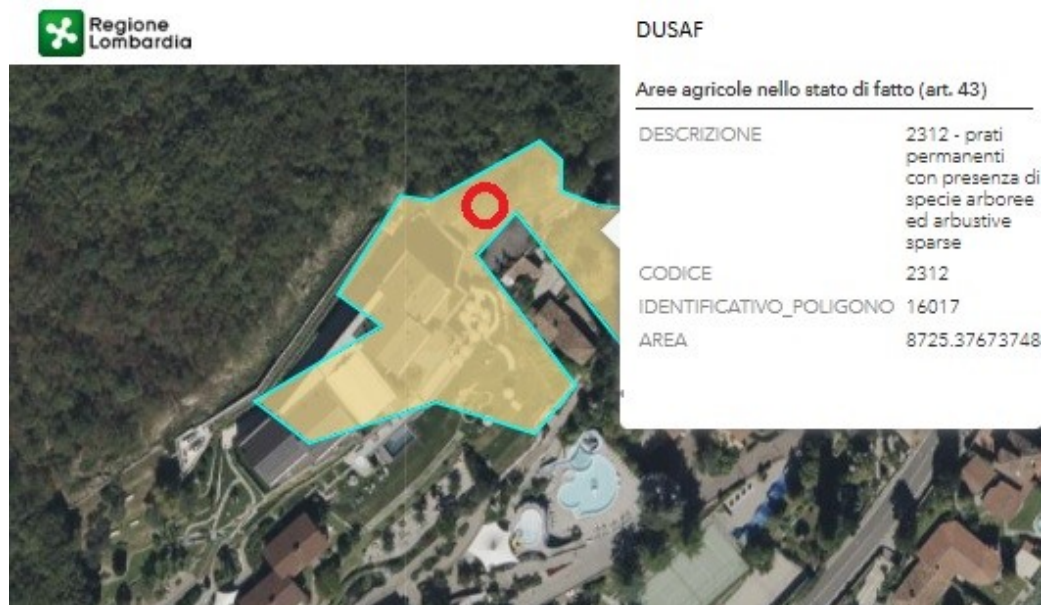 Regione
Lombardia
DUSAF
Aree agricole nello stato di fatto (art. 43)
DESCRIZIONE
2312 - prati
permanenti
con presenza di
specie arboree
ed arbustive
sparse
CODICE
2312
IDENTIFICATIVO_POLIGONO
16017
AREA
8725.37673748